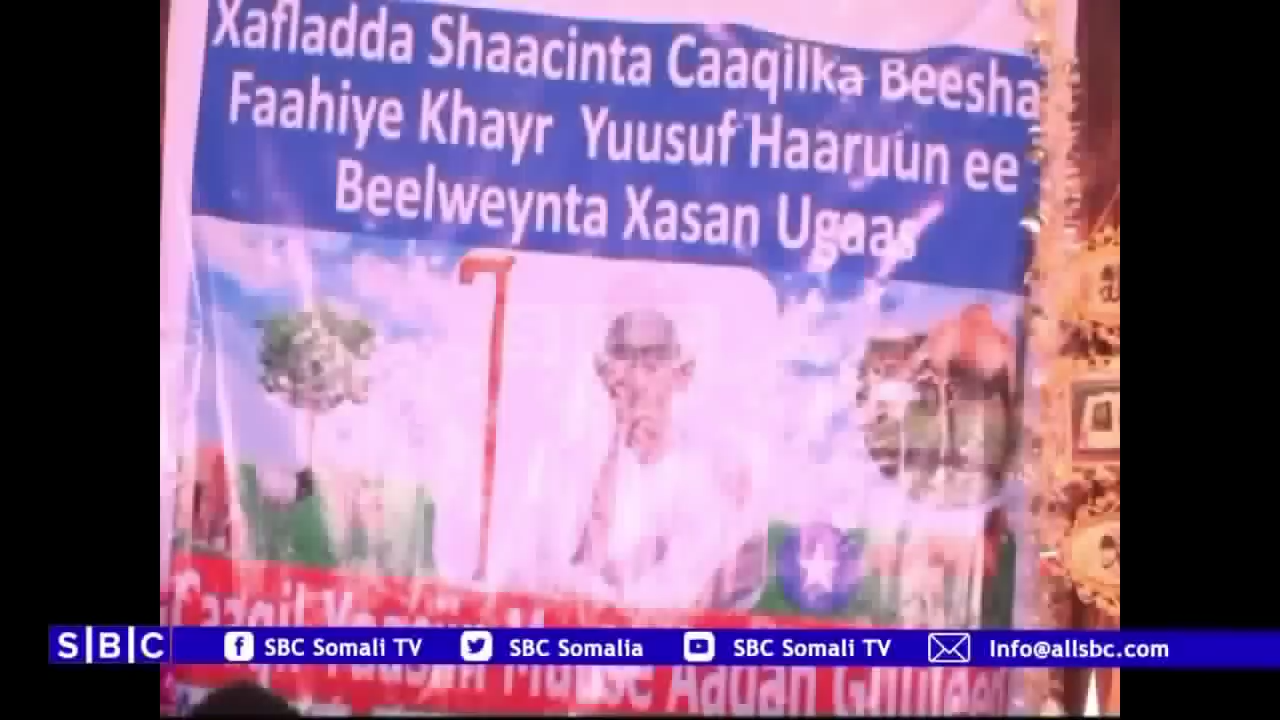 Xafladda Shaacinta Caaqilka Beesha
Faahiye Khayr Yuusuf Haaruun ee
Beelweynta Xasan Ugaas
SBC
SBC Somali TV
SBC Somalia
SBC Somali TV
Info@allsbc.com